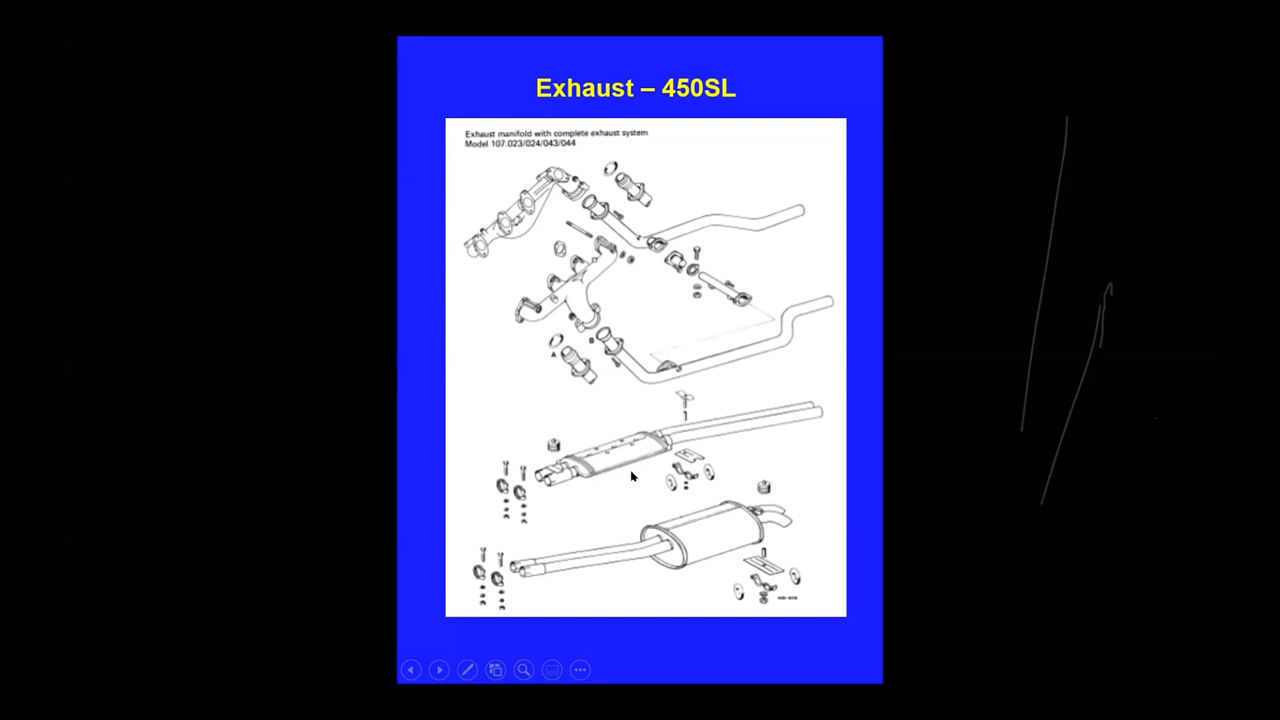 Exhaust – 450SL
Exhaust manifold with complete exhaust system
Model 107.023/024/043/044
A
B